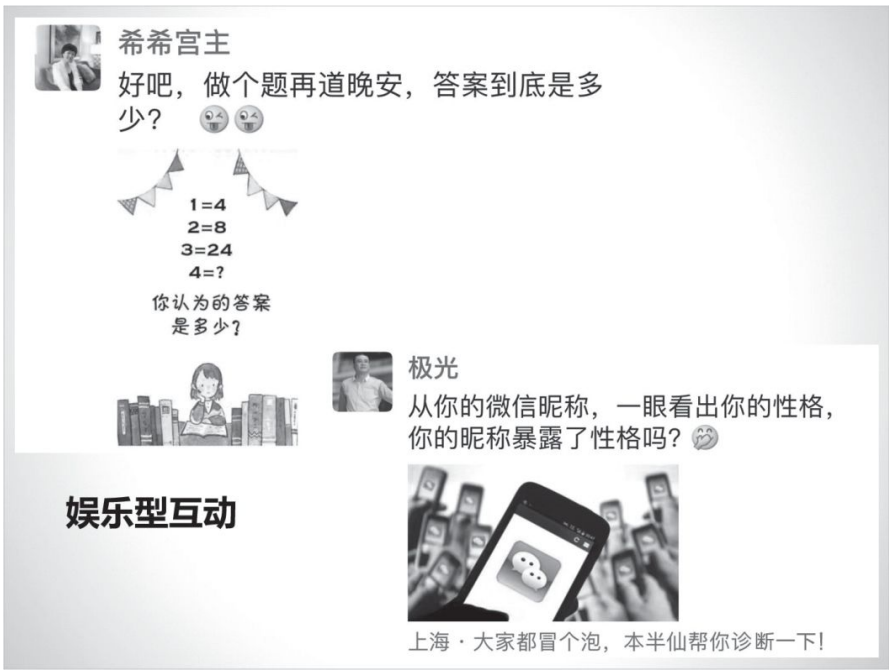 希希宫主
好吧，做个题再道晚安，答案到底是多
少？
1=4
2=8
3=24
4=?
你认为的答案
是多少?
极光
从你的微信昵称，一眼看出你的性格，
你的昵称暴露了性格吗？
娱乐型互动
上海 · 大家都冒个泡，本半仙帮你诊断一下!